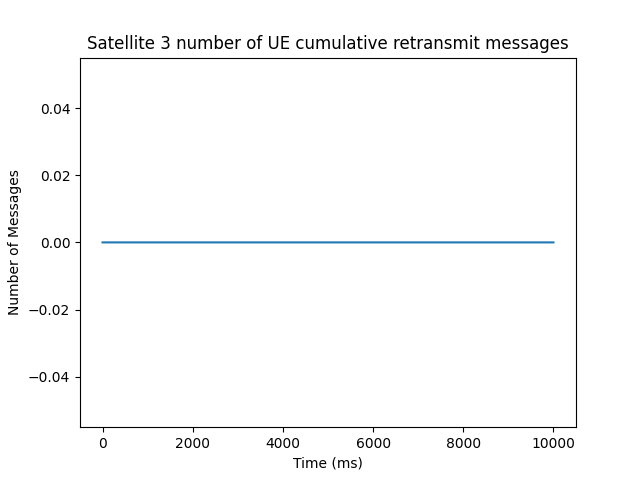 Satellite 3 number of UE cumulative retransmit messages
0.04
0.02
0.00
−0.02
−0.04
Number of Messages
0 2000 4000 6000 8000 10000
Time (ms)